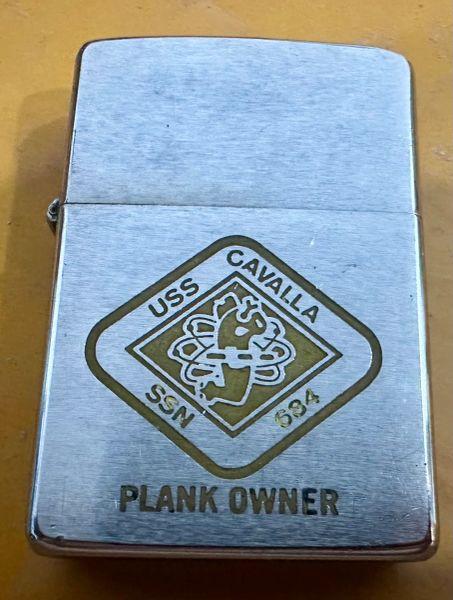 USS CAVALLA
SSN 684
PLANK OWNER